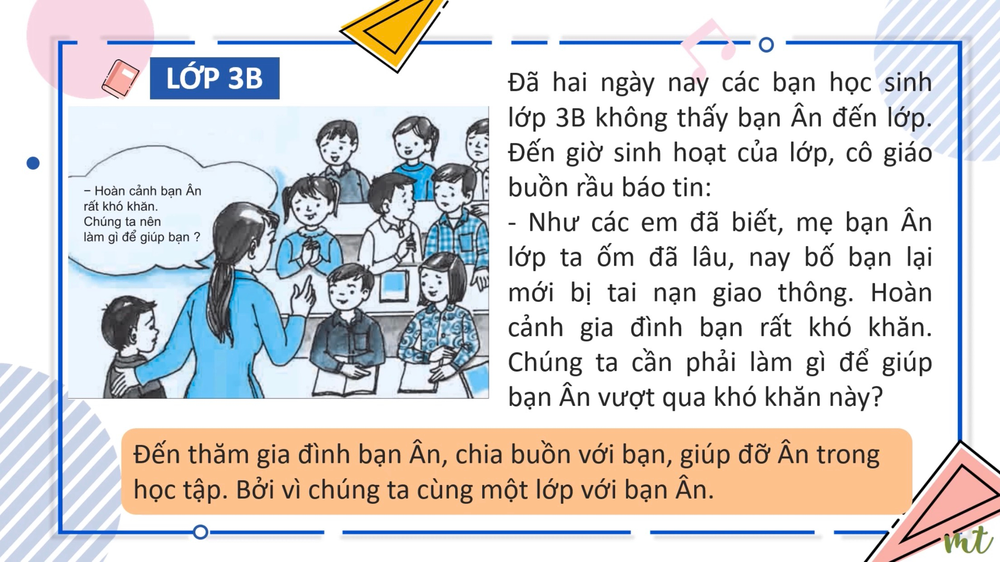 LỚP 3B
– Hoàn cảnh bạn Ân
rất khó khăn.
Chúng ta nên
làm gì để giúp bạn ?
Đã hai ngày nay các bạn học sinh
lớp 3B không thấy bạn Ân đến lớp.
Đến giờ sinh hoạt của lớp, cô giáo
buồn rầu báo tin:
- Như các em đã biết, mẹ bạn Ân
lớp ta ốm đã lâu, nay bố bạn lại
mới bị tai nạn giao thông. Hoàn
cảnh gia đình bạn rất khó khăn.
Chúng ta cần phải làm gì để giúp
bạn Ân vượt qua khó khăn này?
Đến thăm gia đình bạn Ân, chia buồn với bạn, giúp đỡ Ân trong
học tập. Bởi vì chúng ta cùng một lớp với bạn Ân.
mt